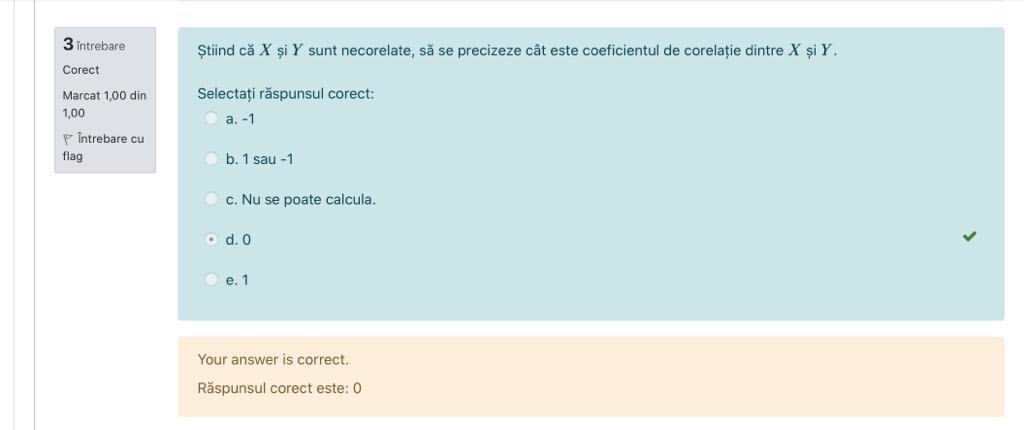 3 întrebare
Corect
Marcat 1,00 din
1,00
Întrebare cu
flag
Știind că X și Y sunt necorelate, să se precizeze cât este coeficientul de corelație dintre X și Y.
Selectați răspunsul corect:
a. -1
b. 1 sau -1
c. Nu se poate calcula.
d. 0
e. 1
Your answer is correct.
Răspunsul corect este: 0